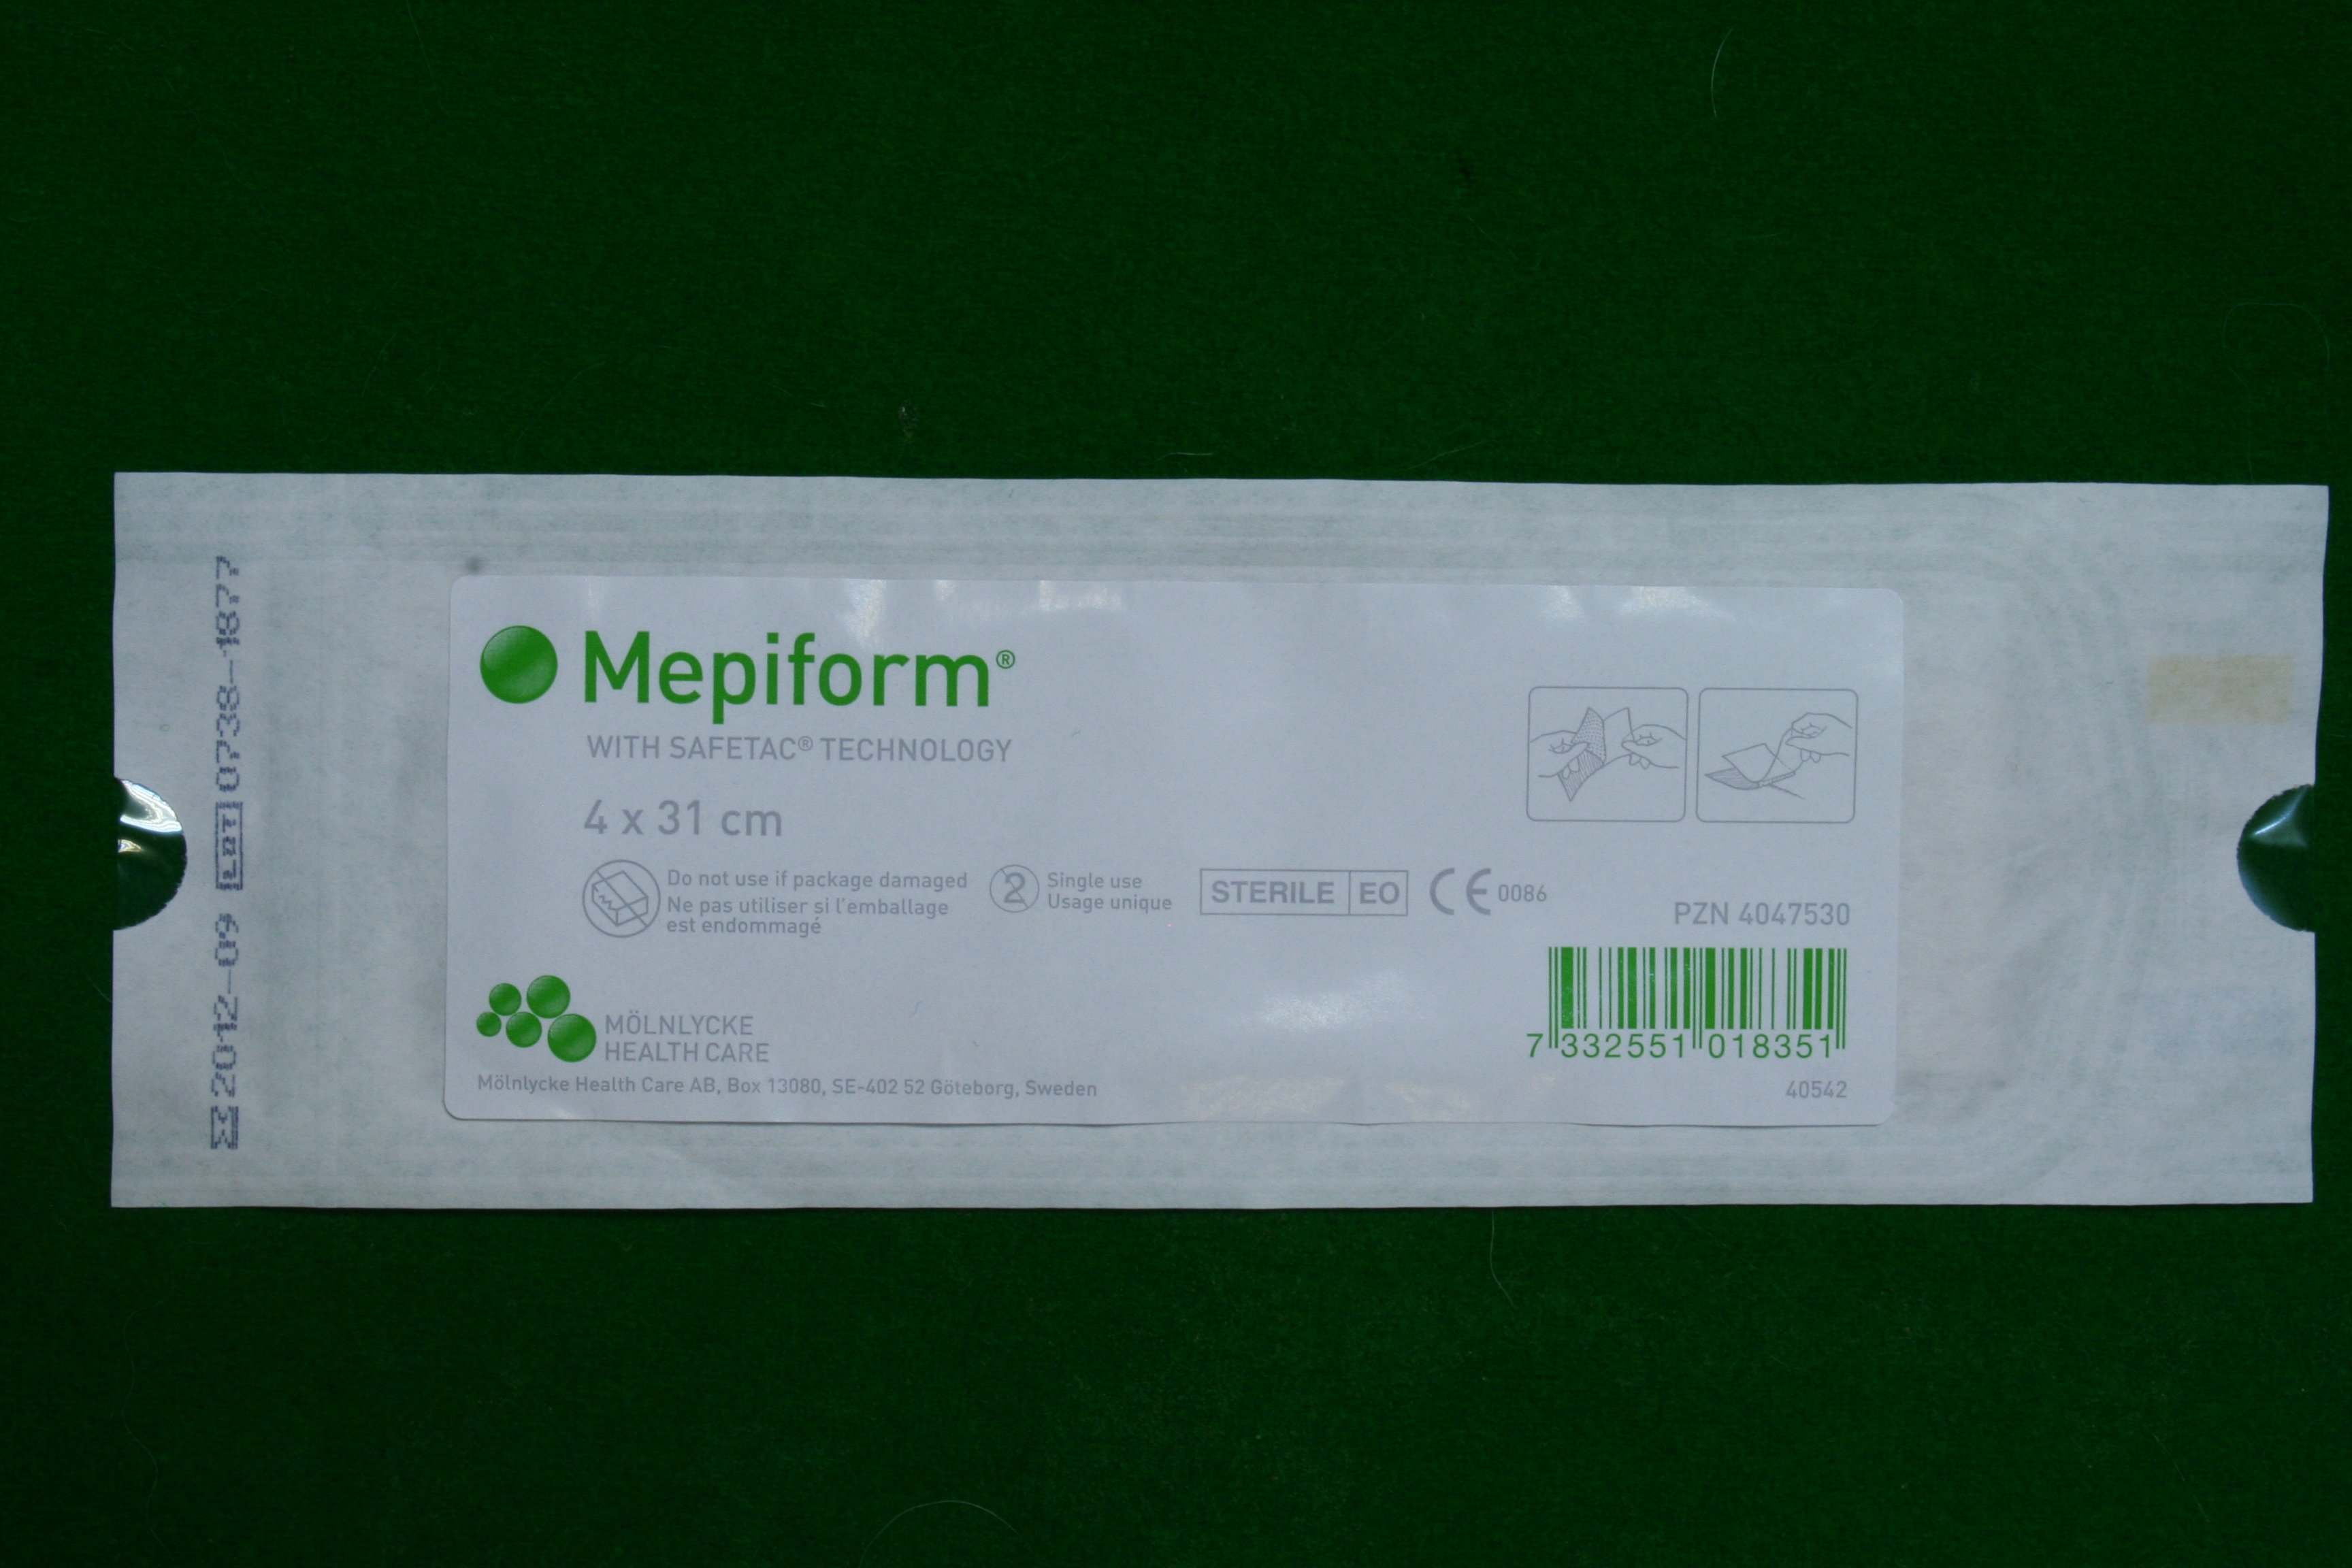 Mepiform®
WITH SAFETAC® TECHNOLOGY
4 x 31 cm
Do not use if package damaged
Ne pas utiliser si l'emballage
est endommagé
2
Single use
Usage unique
STERILE EO
CE 0086
PZN 4047530
7 332551 018351
40542
MÖLNLYCKE
HEALTH CARE
Mölnlycke Health Care AB, Box 13080, SE-402 52 Göteborg, Sweden
2012-09 LOT 0738-1877